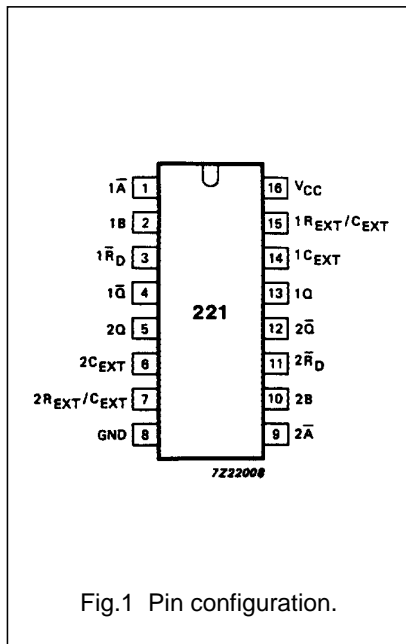 1A̅ 1 16 VCC
1B 2 15 1REXT/CEXT
1R̅D 3 14 1CEXT
1Q̅ 4 13 1Q
221
2Q 5 12 2Q̅
2CEXT 6 11 2R̅D
2REXT/CEXT 7 10 2B
GND 8 9 2A̅
7Z22008
Fig.1 Pin configuration.